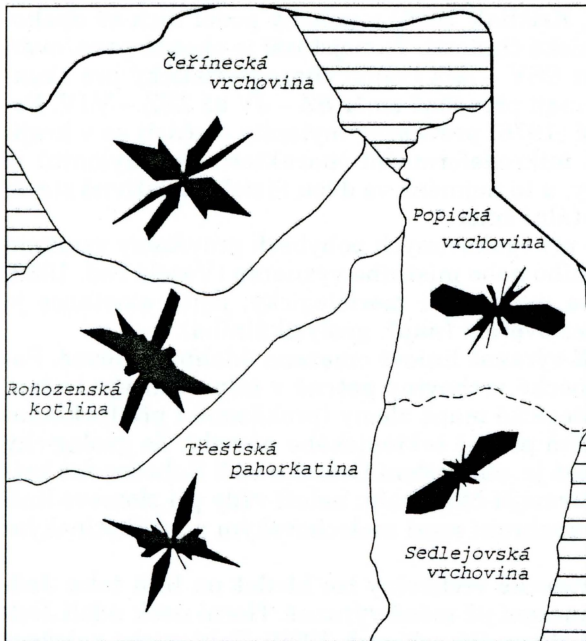 Čeřínecká
vrchovina
Popická
vrchovina
Rohozenská
kotlina
Třešťská
pahorkatina
Sedlejovská
vrchovina